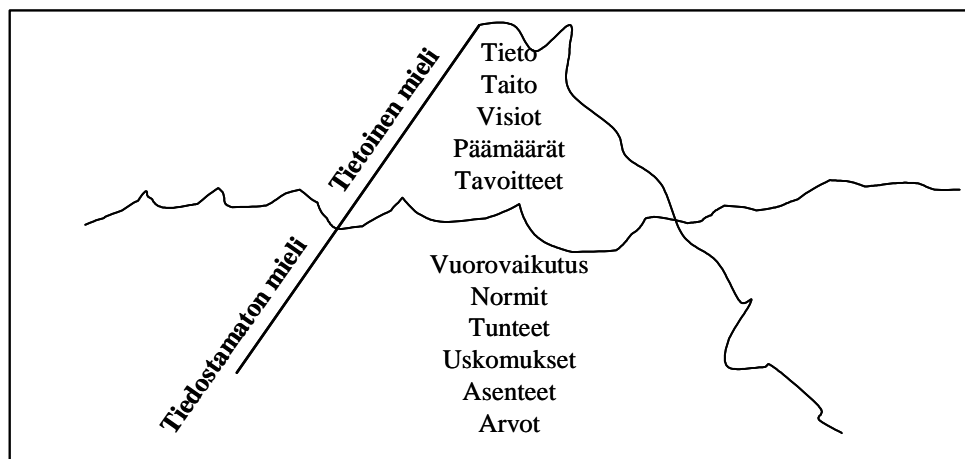 Tietoinen mieli
Tieto
Taito
Visiot
Päämäärät
Tavoitteet
Tiedostamaton mieli
Vuorovaikutus
Normit
Tunteet
Uskomukset
Asenteet
Arvot